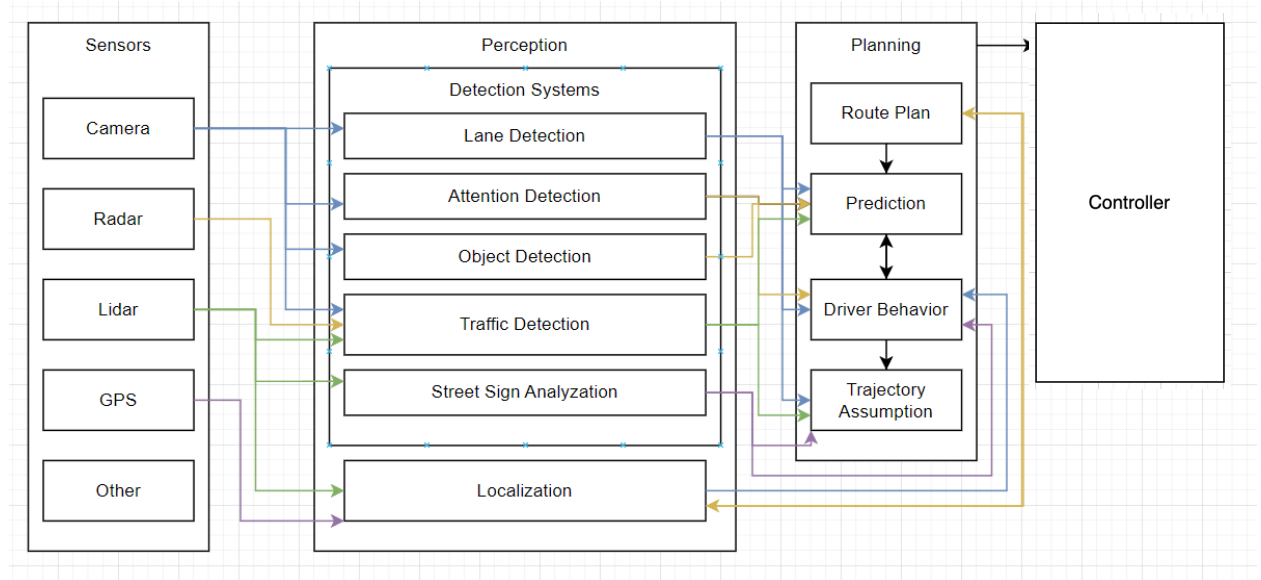 Sensors
Camera
Radar
Lidar
GPS
Other
Perception
Detection Systems
Lane Detection
Attention Detection
Object Detection
Traffic Detection
Street Sign Analyzation
Localization
Planning
Route Plan
Prediction
Driver Behavior
Trajectory
Assumption
Controller